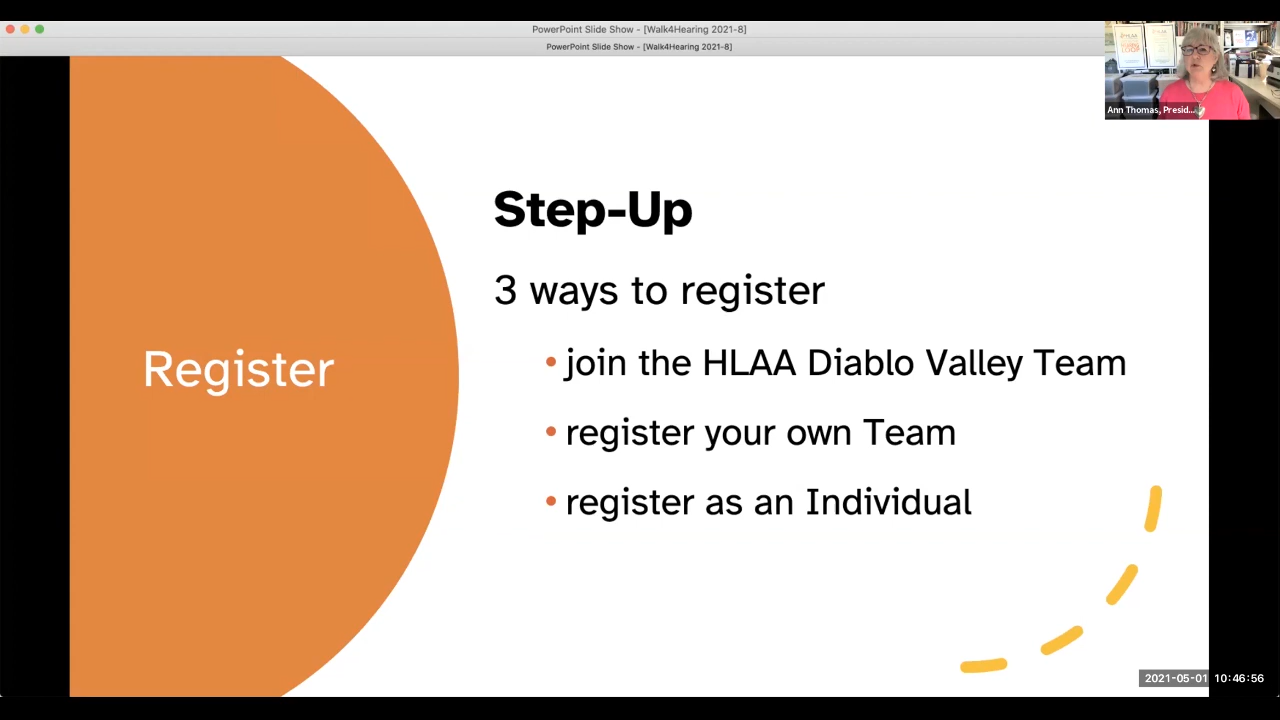 PowerPoint Slide Show - [Walk4Hearing 2021-8]
PowerPoint Slide Show - [Walk4Hearing 2021-8]
HLAA
LOOP
Ann Thomas, Presid...
Register
Step-Up
3 ways to register
• join the HLAA Diablo Valley Team
• register your own Team
• register as an Individual
2021-05-01 10:46:56